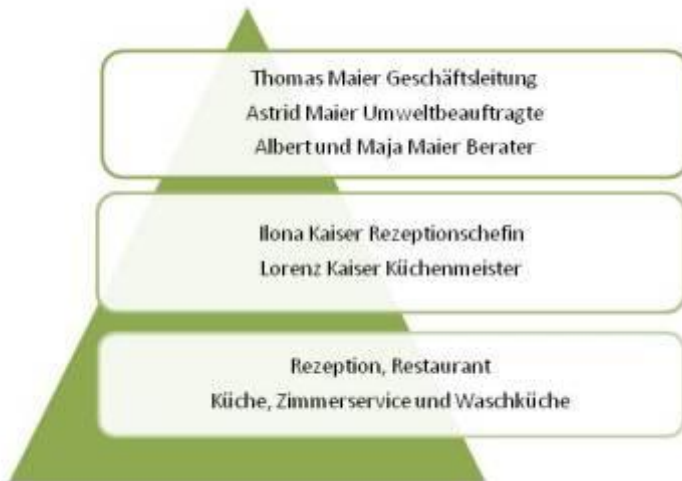 Thomas Maier Geschäftsleitung
Astrid Maier Umweltbeauftragte
Albert und Maja Maier Berater
Ilona Kaiser Rezeptionschefin
Lorenz Kaiser Küchenmeister
Rezeption, Restaurant
Küche, Zimmerservice und Waschküche